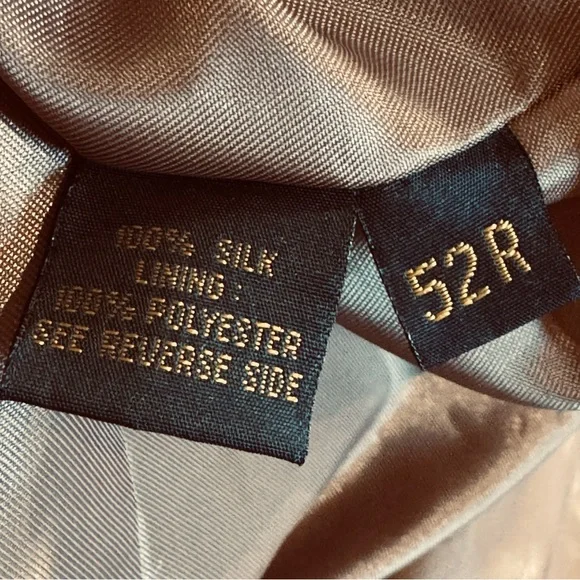 100% SILK
LINING:
100% POLYESTER
SEE REVERSE SIDE
52R